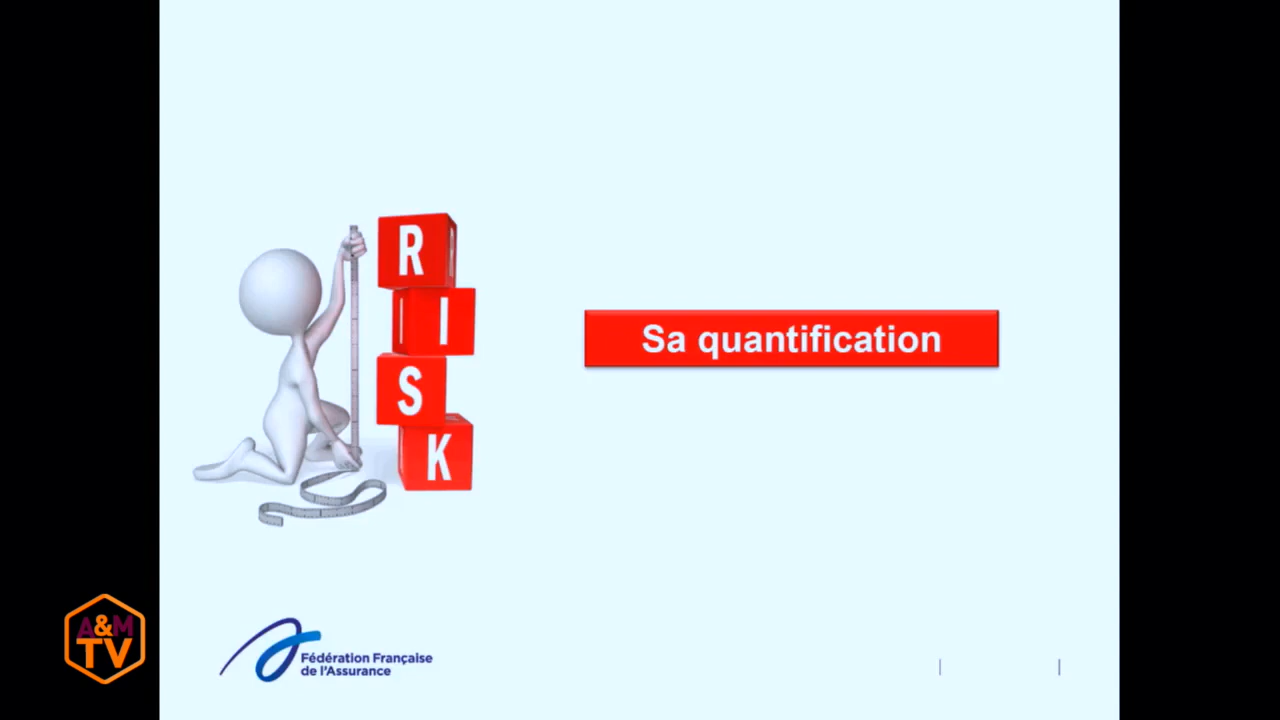 R
I
S
K
Sa quantification
A&M
TV
Fédération Française
de l'Assurance